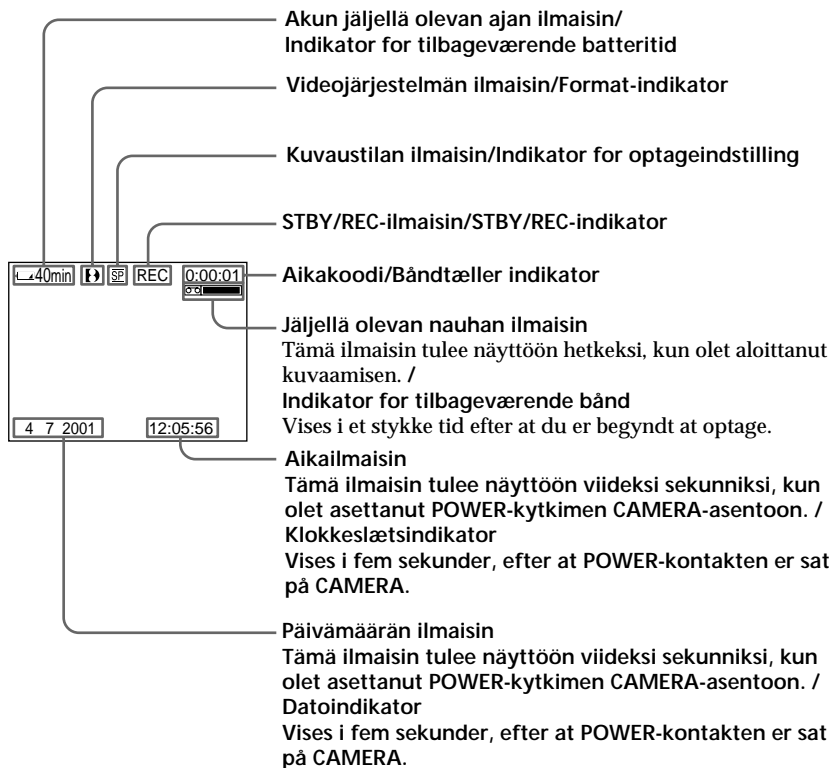 Akun jäljellä olevan ajan ilmaisin/
Indikator for tilbageværende batteritid
Videojärjestelmän ilmaisin/Format-indikator
Kuvaustilan ilmaisin/Indikator for optageindstilling
STBY/REC-ilmaisin/STBY/REC-indikator
40min SP REC 0:00:01
Aikakoodi/Båndtæller indikator
Jäljellä olevan nauhan ilmaisin
Tämä ilmaisin tulee näyttöön hetkeksi, kun olet aloittanut
kuvaamisen. /
Indikator for tilbageværende bånd
Vises i et stykke tid efter at du er begyndt at optage.
4 7 2001 12:05:56
Aikailmaisin
Tämä ilmaisin tulee näyttöön viideksi sekunniksi, kun
olet asettanut POWER-kytkimen CAMERA-asentoon. /
Klokkeslætsindikator
Vises i fem sekunder, efter at POWER-kontakten er sat
på CAMERA.
Päivämäärän ilmaisin
Tämä ilmaisin tulee näyttöön viideksi sekunniksi, kun
olet asettanut POWER-kytkimen CAMERA-asentoon. /
Datoindikator
Vises i fem sekunder, efter at POWER-kontakten er sat
på CAMERA.